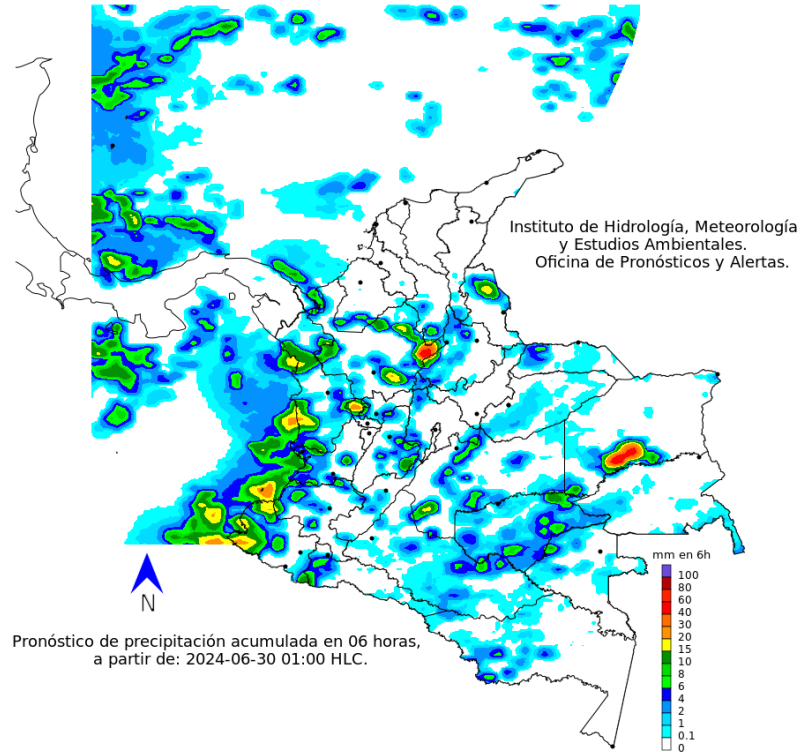 Instituto de Hidrología, Meteorología
y Estudios Ambientales.
Oficina de Pronósticos y Alertas.
N
Pronóstico de precipitación acumulada en 06 horas,
a partir de: 2024-06-30 01:00 HLC.
mm en 6h
100
80
60
40
30
20
15
10
8
6
4
2
1
0.1
0